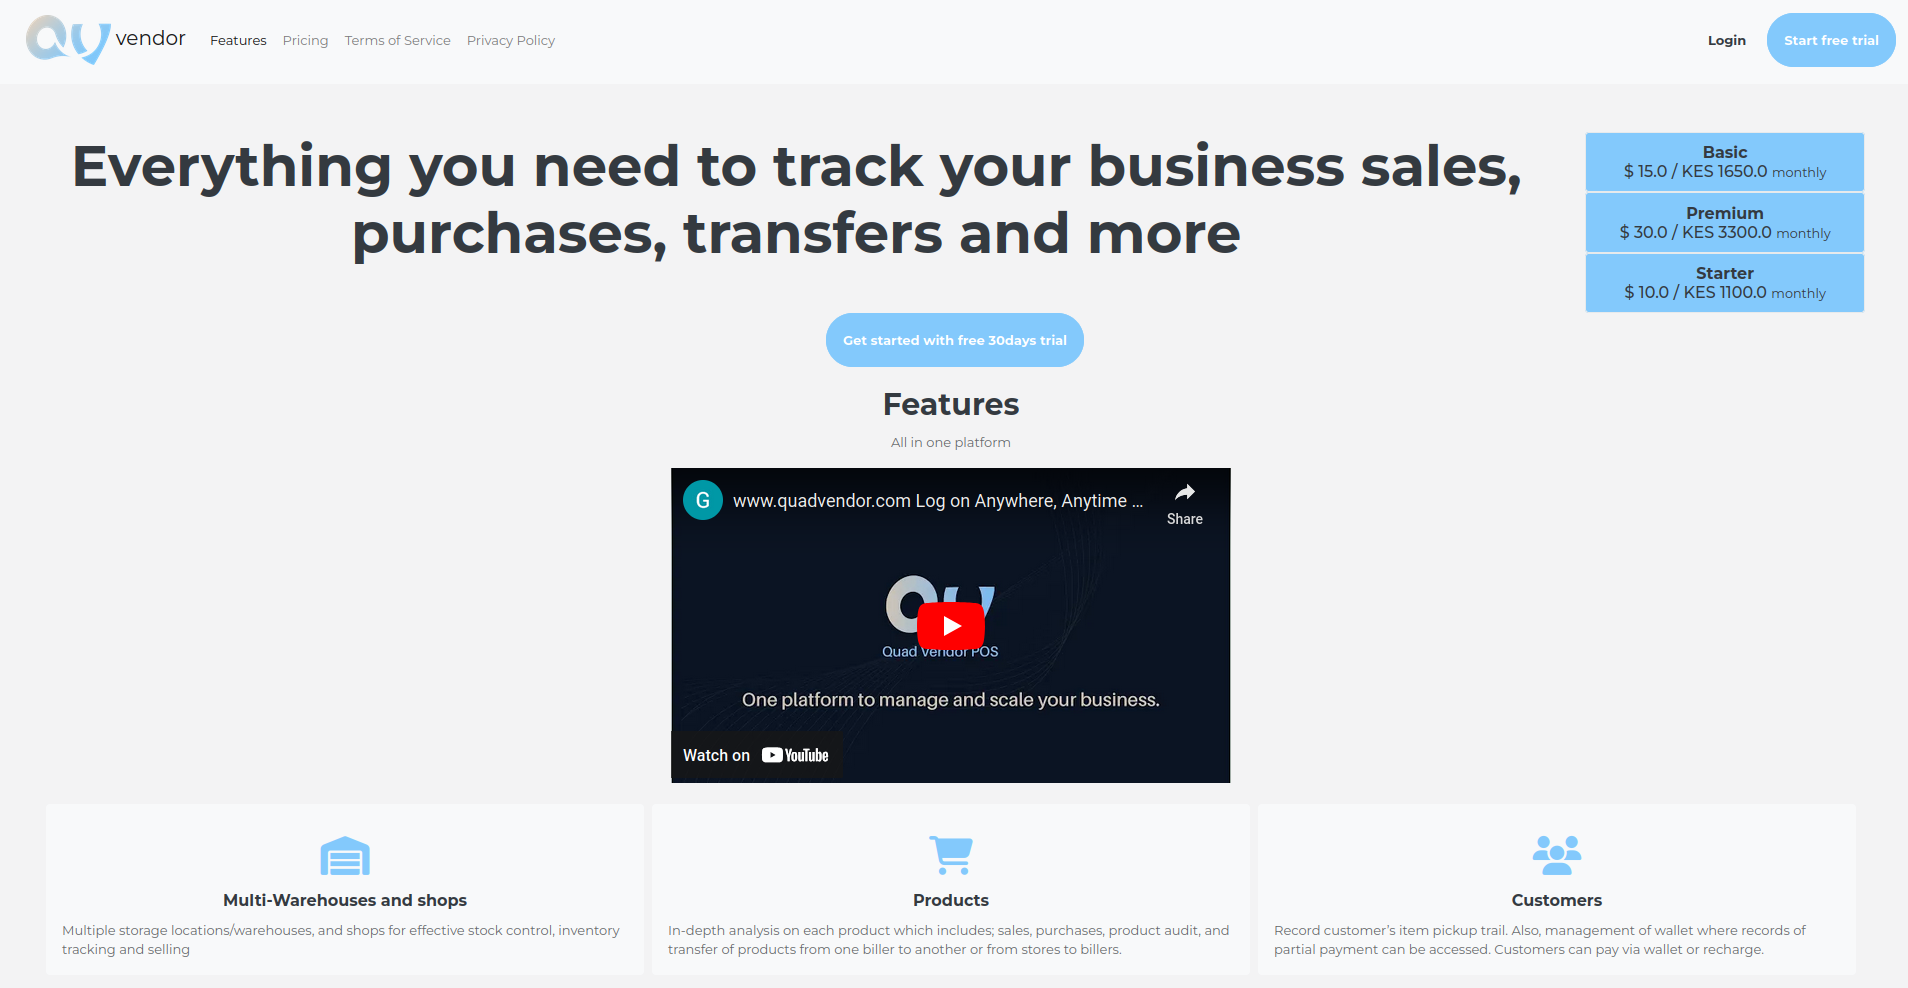 QV vendor
Features
Pricing
Terms of Service
Privacy Policy
Login
Start free trial
Everything you need to track your business sales,
purchases, transfers and more
Basic
$ 15.0 / KES 1650.0 monthly
Premium
$ 30.0 / KES 3300.0 monthly
Starter
$ 10.0 / KES 1100.0 monthly
Get started with free 30days trial
Features
All in one platform
G
www.quadvendor.com Log on Anywhere, Anytime ...
Share
Quad Vendor POS
One platform to manage and scale your business.
Watch on YouTube
Multi-Warehouses and shops
Multiple storage locations/warehouses, and shops for effective stock control, inventory
tracking and selling
Products
In-depth analysis on each product which includes; sales, purchases, product audit, and
transfer of products from one biller to another or from stores to billers.
Customers
Record customer’s item pickup trail. Also, management of wallet where records of
partial payment can be accessed. Customers can pay via wallet or recharge.